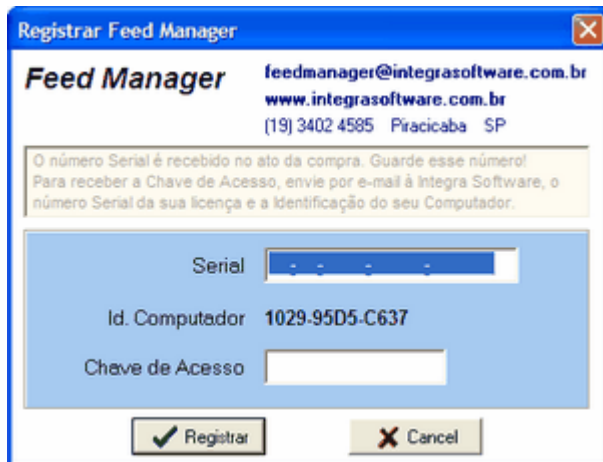 Registrar Feed Manager
Feed Manager
feedmanager@integrasoftware.com.br
www.integrasoftware.com.br
(19) 3402 4585 Piracicaba SP
O número Serial é recebido no ato da compra. Guarde esse número!
Para receber a Chave de Acesso, envie por e-mail à Integra Software, o
número Serial da sua licença e a Identificação do seu Computador.
Serial - - - -
Id. Computador 1029-95D5-C637
Chave de Acesso
Registrar Cancel